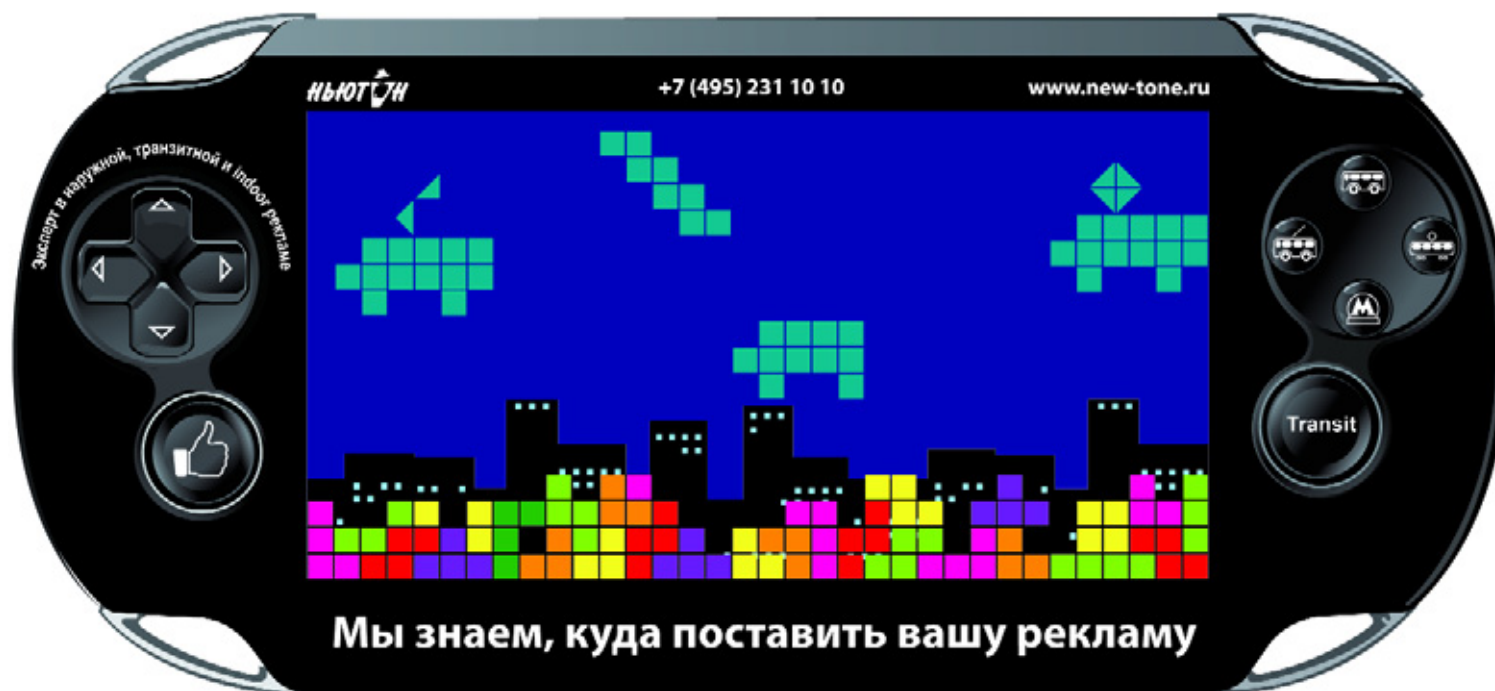 НЬЮТОН
+7 (495) 231 10 10
www.new-tone.ru
Эксперт в наружной, транзитной и indoor рекламе
М
Transit
Мы знаем, куда поставить вашу рекламу